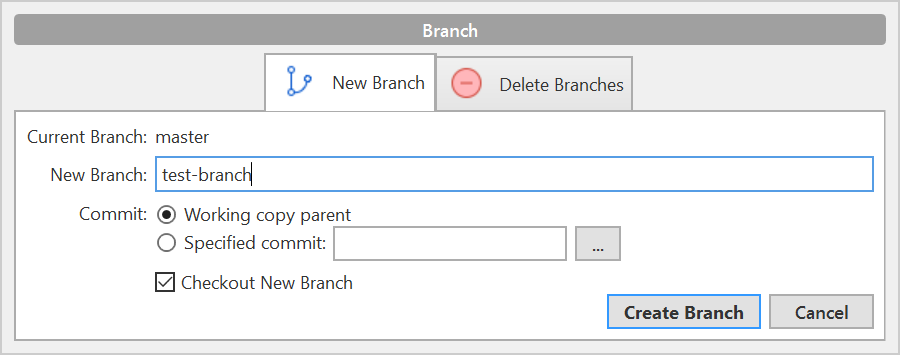 Branch
New Branch
Delete Branches
Current Branch: master
New Branch: test-branch
Commit: Working copy parent
Specified commit: ...
Checkout New Branch
Create Branch Cancel